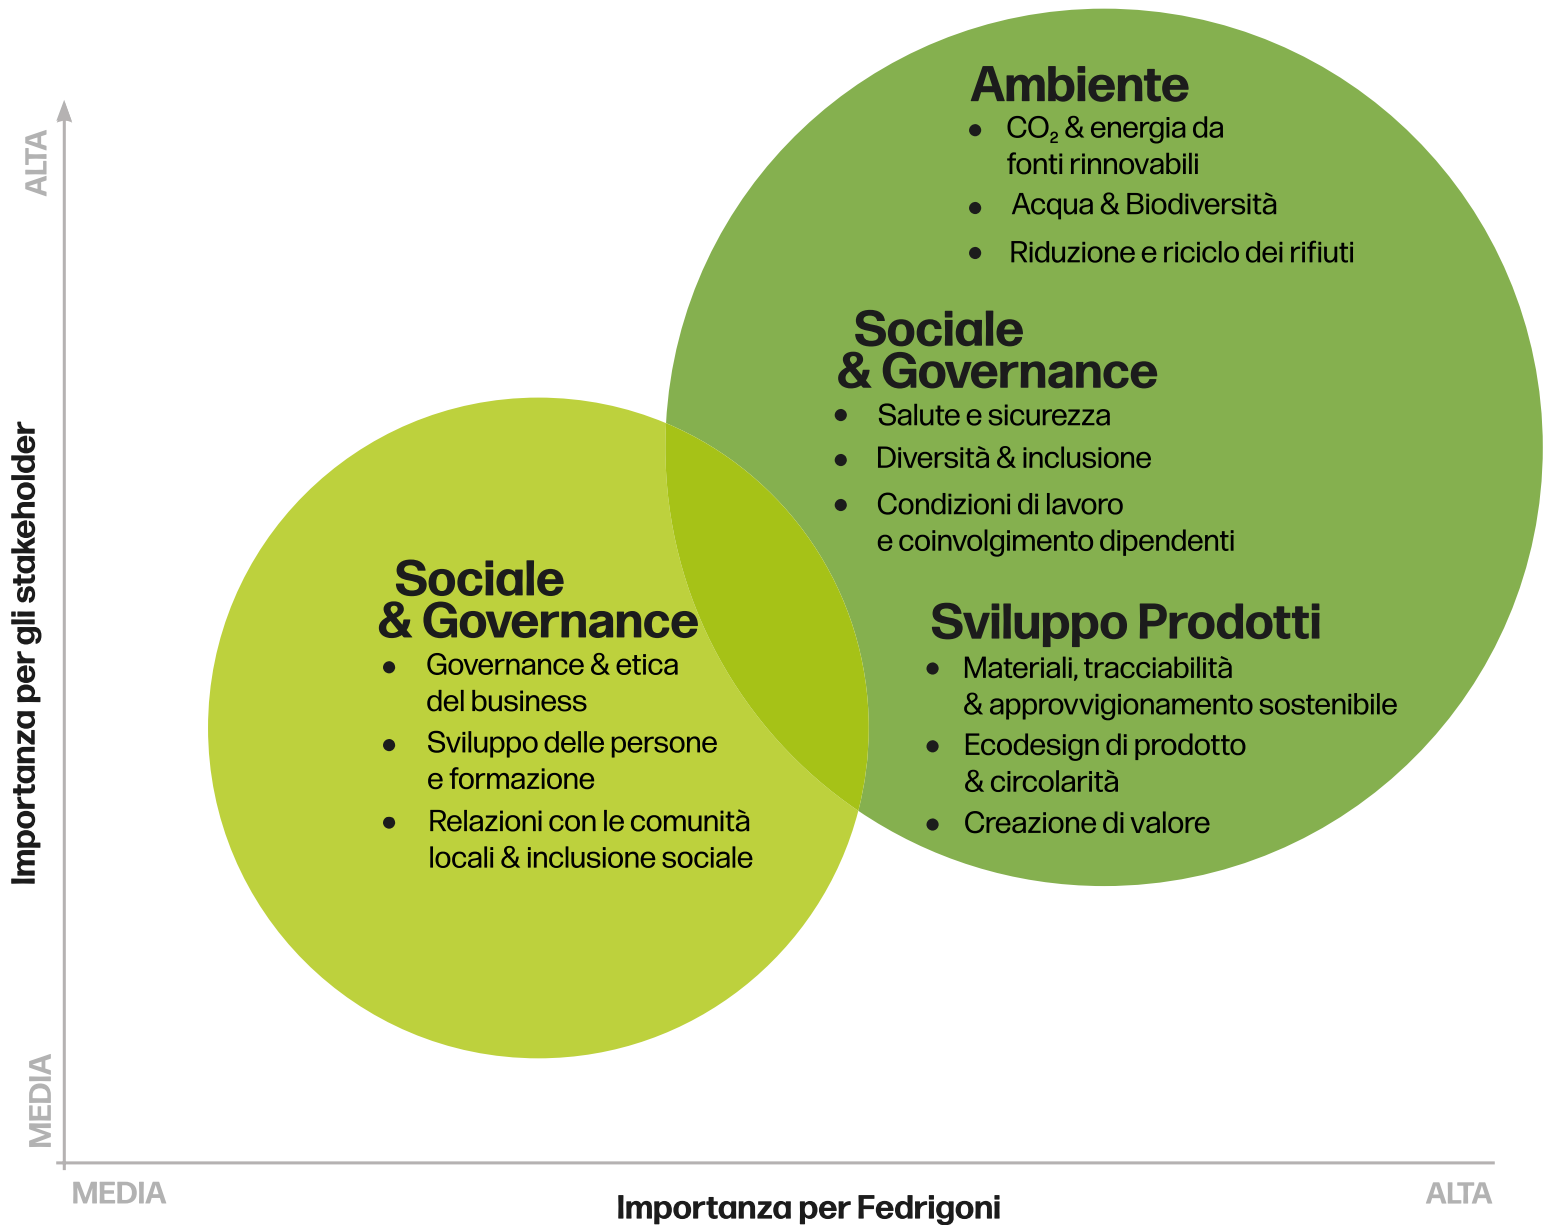 Ambiente
• CO₂ & energia da
fonti rinnovabili
• Acqua & Biodiversità
• Riduzione e riciclo dei rifiuti
Sociale
& Governance
• Salute e sicurezza
• Diversità & inclusione
• Condizioni di lavoro
e coinvolgimento dipendenti
Sviluppo Prodotti
• Materiali, tracciabilità
& approvvigionamento sostenibile
• Ecodesign di prodotto
& circolarità
• Creazione di valore
Sociale
& Governance
• Governance & etica
del business
• Sviluppo delle persone
e formazione
• Relazioni con le comunità
locali & inclusione sociale
ALTA
Importanza per gli stakeholder
MEDIA
MEDIA
Importanza per Fedrigoni
ALTA